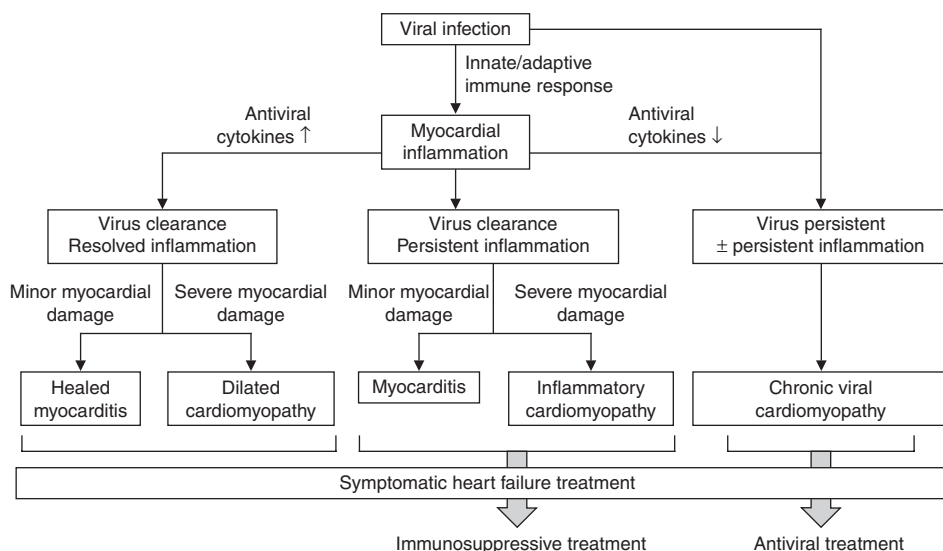 Viral infection
Innate/adaptive
immune response
Antiviral
cytokines ↑
Myocardial
inflammation
Antiviral
cytokines ↓
Virus clearance
Resolved inflammation
Virus clearance
Persistent inflammation
Virus persistent
± persistent inflammation
Minor myocardial
damage
Severe myocardial
damage
Minor myocardial
damage
Severe myocardial
damage
Healed
myocarditis
Dilated
cardiomyopathy
Myocarditis
Inflammatory
cardiomyopathy
Chronic viral
cardiomyopathy
Symptomatic heart failure treatment
Immunosuppressive treatment
Antiviral treatment